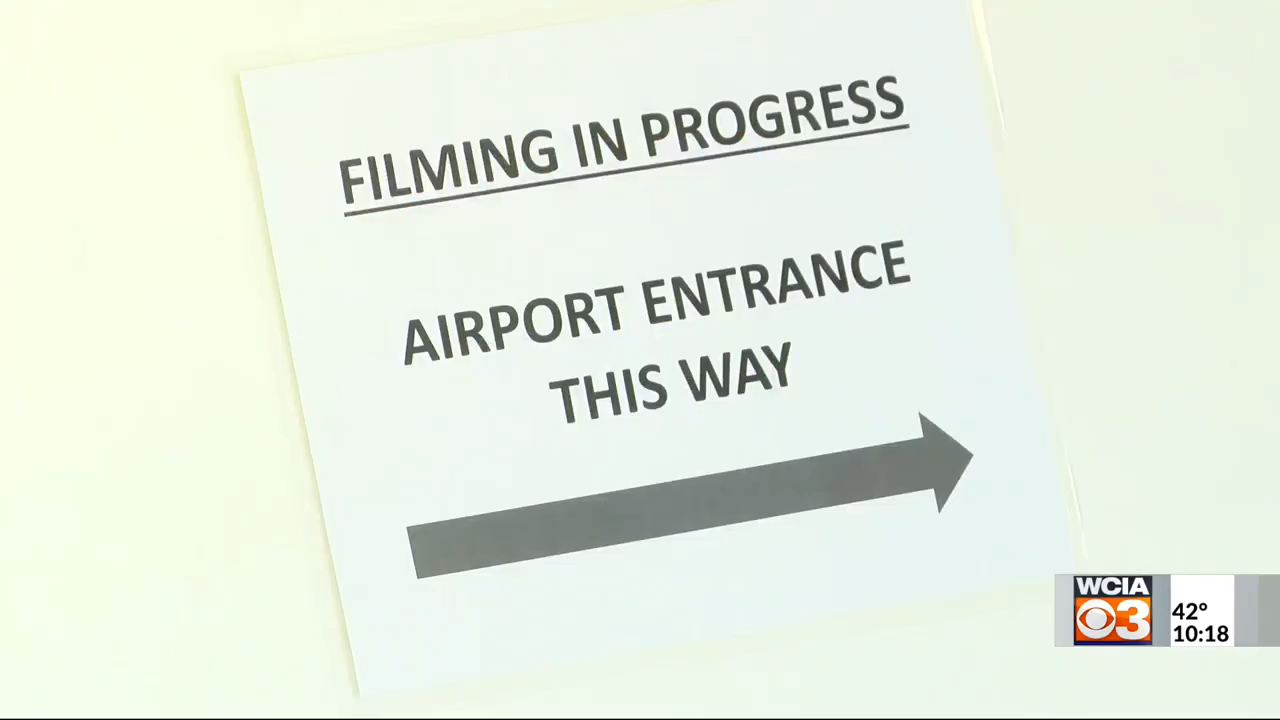 FILMING IN PROGRESS
AIRPORT ENTRANCE
THIS WAY
WCIA
3
42°
10:18